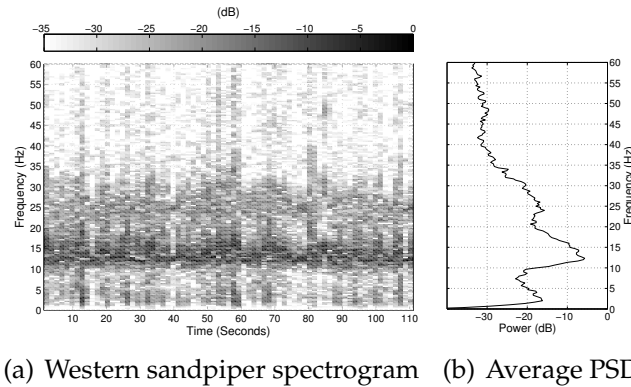 (dB)
−35 −30 −25 −20 −15 −10 −5 0
60
55
50
45
40
35
30
25
20
15
10
5
0
Frequency (Hz)
10 20 30 40 50 60 70 80 90 100 110
Time (Seconds)
60
55
50
45
40
35
30
25
20
15
10
5
0
Frequency (Hz)
−30 −20 −10 0
Power (dB)
(a) Western sandpiper spectrogram (b) Average PSD